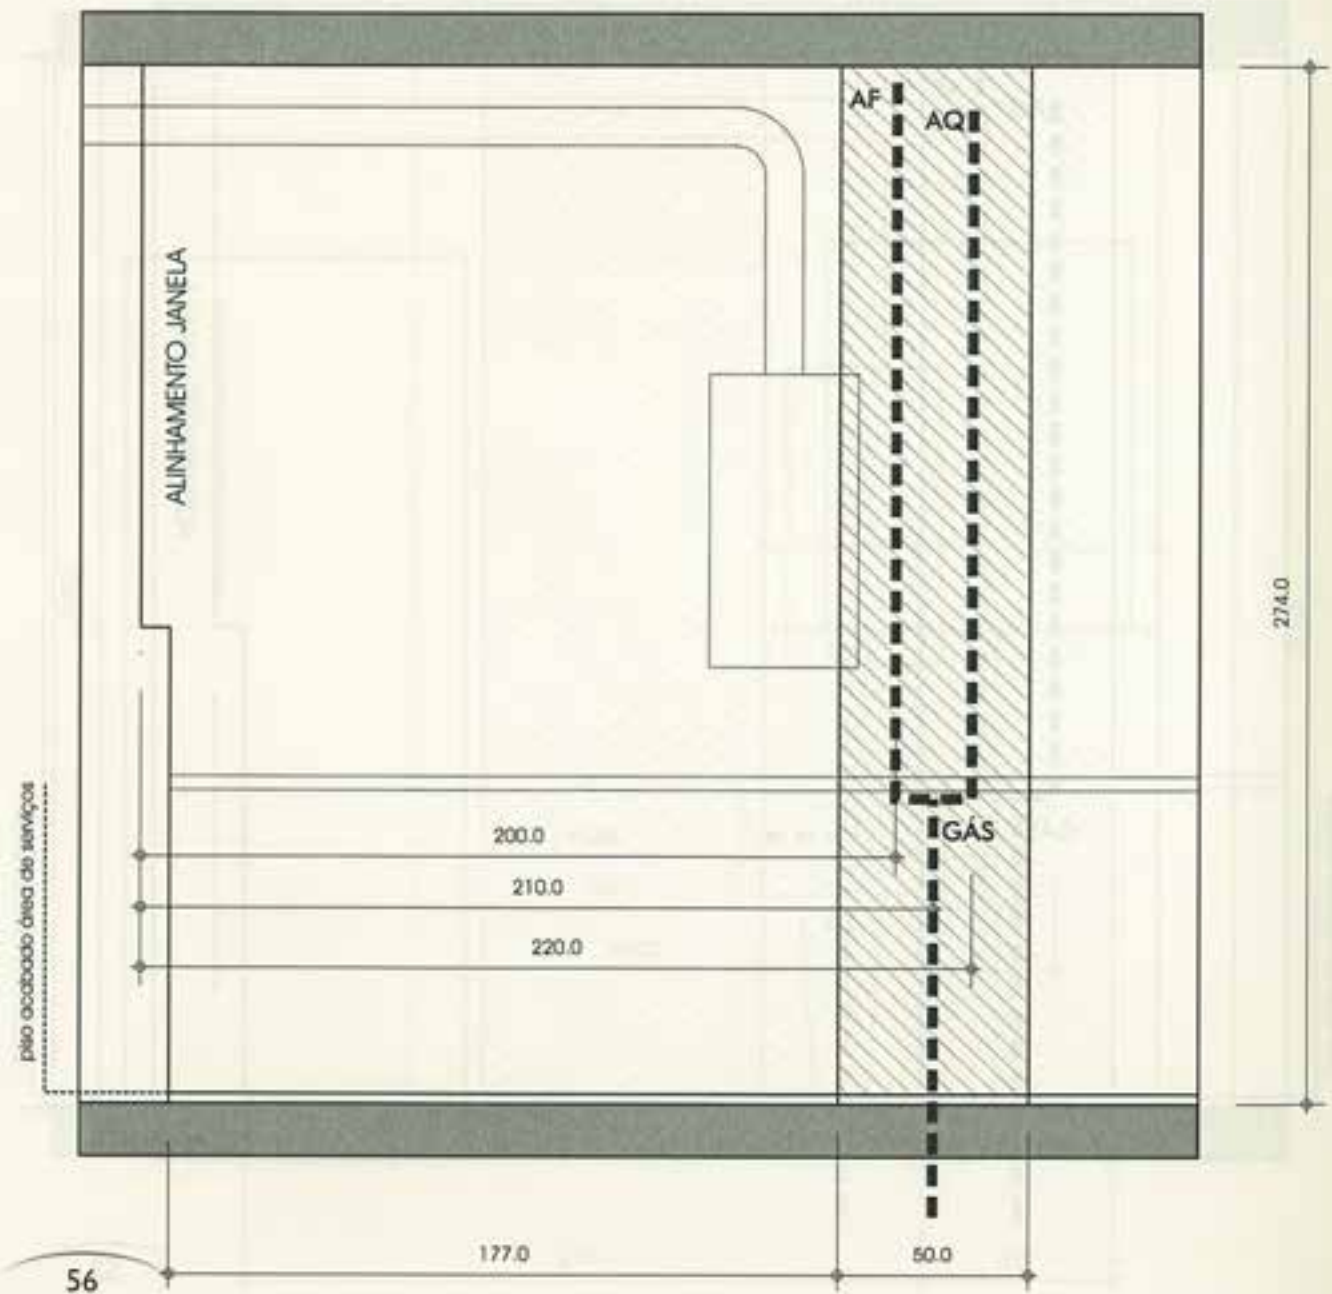 AF
AQ
ALINHAMENTO JANELA
274.0
piso acabado área de serviços
GÁS
200.0
210.0
220.0
177.0
50.0
56